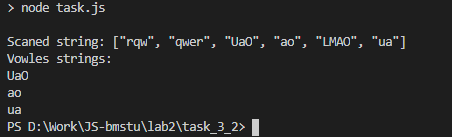 > node task.js
Scaned string: ["rqw", "qwer", "UaO", "ao", "LMAO", "ua"]
Vowles strings:
UaO
ao
ua
PS D:\Work\JS-bmstu\lab2\task_3_2>